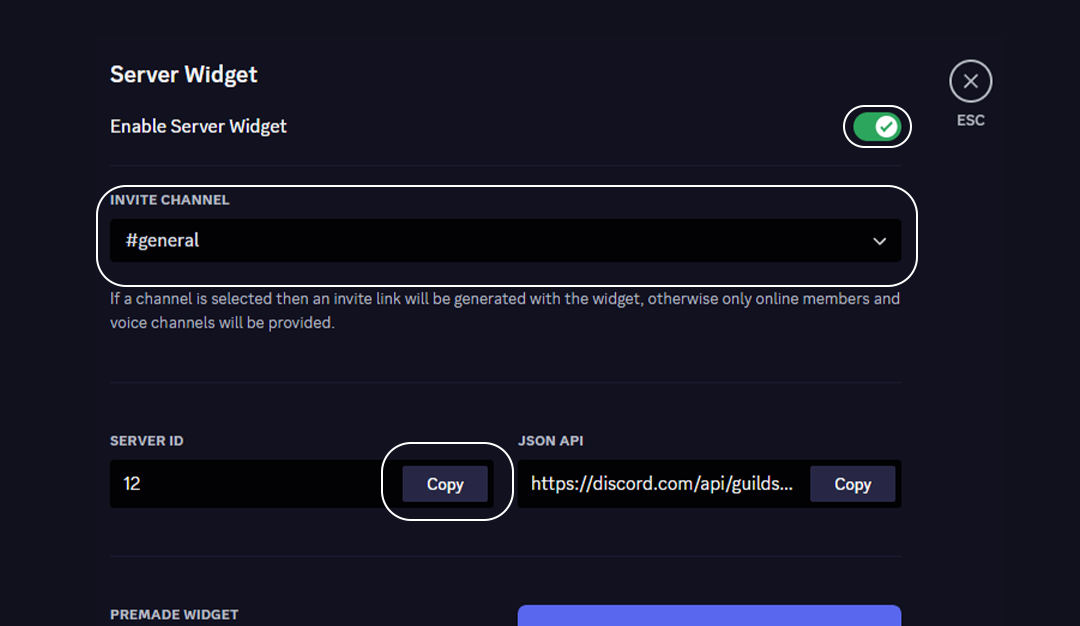 Server Widget
ESC
Enable Server Widget
INVITE CHANNEL
#general
If a channel is selected then an invite link will be generated with the widget, otherwise only online members and
voice channels will be provided.
SERVER ID
12
Copy
JSON API
https://discord.com/api/guilds...
Copy
PREMADE WIDGET